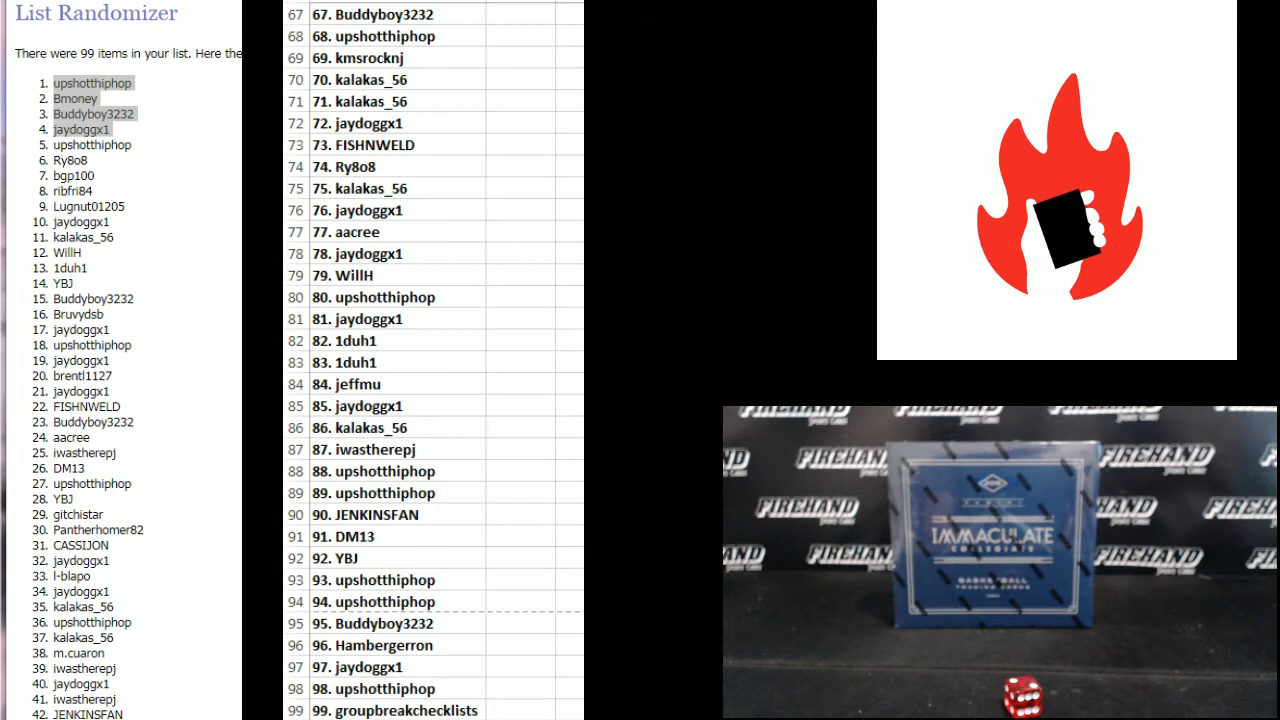 List Randomizer
There were 99 items in your list. Here the
1. upshotthiphop
2. Bmoney
3. Buddyboy3232
4. jaydoggx1
5. upshotthiphop
6. Ry8o8
7. bgp100
8. ribfri84
9. Lugnut01205
10. jaydoggx1
11. kalakas_56
12. WillH
13. 1duh1
14. YBJ
15. Buddyboy3232
16. Bruvydsb
17. jaydoggx1
18. upshotthiphop
19. jaydoggx1
20. brentl1127
21. jaydoggx1
22. FISHNWELD
23. Buddyboy3232
24. aacree
25. iwastherepj
26. DM13
27. upshotthiphop
28. YBJ
29. gitchistar
30. Pantherhomer82
31. CASSIJON
32. jaydoggx1
33. l-blapo
34. jaydoggx1
35. kalakas_56
36. upshotthiphop
37. kalakas_56
38. m.cuaron
39. iwastherepj
40. jaydoggx1
41. iwastherepj
42. JENKINSFAN
67 67. Buddyboy3232
68 68. upshotthiphop
69 69. kmsrocknj
70 70. kalakas_56
71 71. kalakas_56
72 72. jaydoggx1
73 73. FISHNWELD
74 74. Ry8o8
75 75. kalakas_56
76 76. jaydoggx1
77 77. aacree
78 78. jaydoggx1
79 79. WillH
80 80. upshotthiphop
81 81. jaydoggx1
82 82. 1duh1
83 83. 1duh1
84 84. jeffmu
85 85. jaydoggx1
86 86. kalakas_56
87 87. iwastherepj
88 88. upshotthiphop
89 89. upshotthiphop
90 90. JENKINSFAN
91 91. DM13
92 92. YBJ
93 93. upshotthiphop
94 94. upshotthiphop
95 95. Buddyboy3232
96 96. Hambergerron
97 97. jaydoggx1
98 98. upshotthiphop
99 99. groupbreakchecklists
FIREHAND
FIREHAND
FIREHAND
FIREHAND
FIREHAND
FIREHAND
FIREHAND
PANINI
IMMACULATE
COLLEGIATE
BASKETBALL
TRADING CARDS